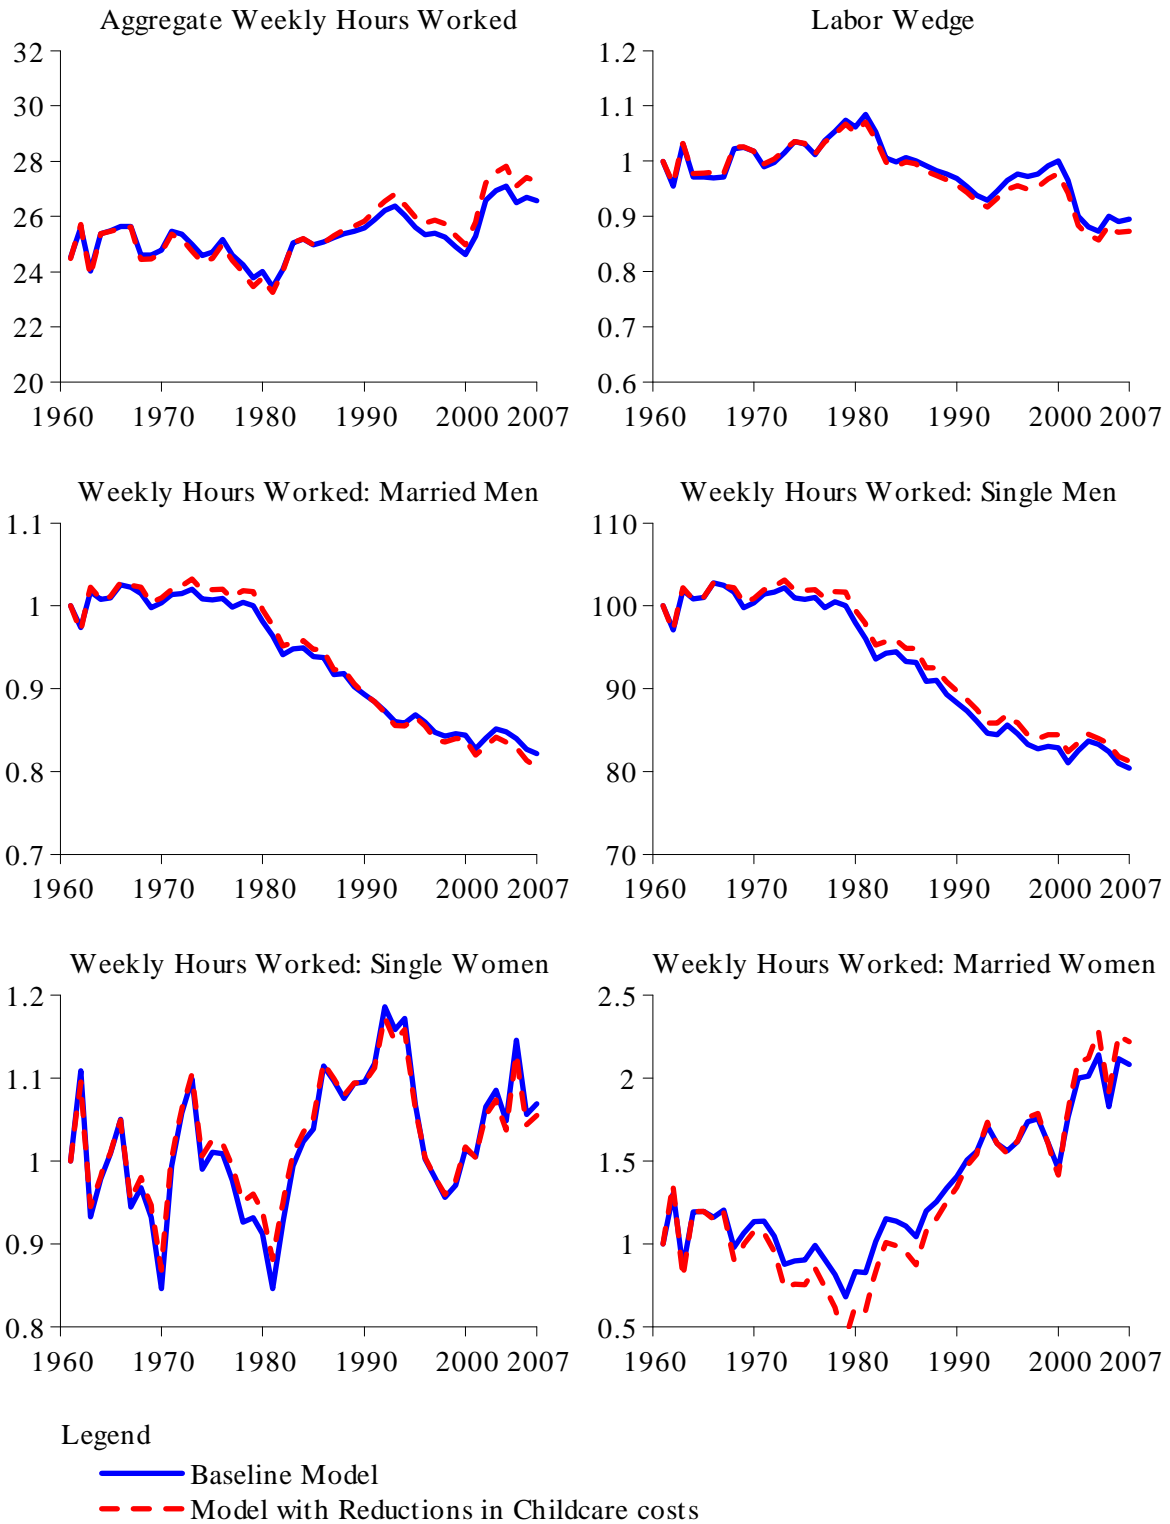 Aggregate Weekly Hours Worked
32
30
28
26
24
22
20
1960 1970 1980 1990 2000 2007
Labor Wedge
1.2
1.1
1
0.9
0.8
0.7
0.6
1960 1970 1980 1990 2000 2007
Weekly Hours Worked: Married Men
1.1
1
0.9
0.8
0.7
1960 1970 1980 1990 2000 2007
Weekly Hours Worked: Single Men
110
100
90
80
70
1960 1970 1980 1990 2000 2007
Weekly Hours Worked: Single Women
1.2
1.1
1
0.9
0.8
1960 1970 1980 1990 2000 2007
Weekly Hours Worked: Married Women
2.5
2
1.5
1
0.5
1960 1970 1980 1990 2000 2007
Legend
Baseline Model
Model with Reductions in Childcare costs